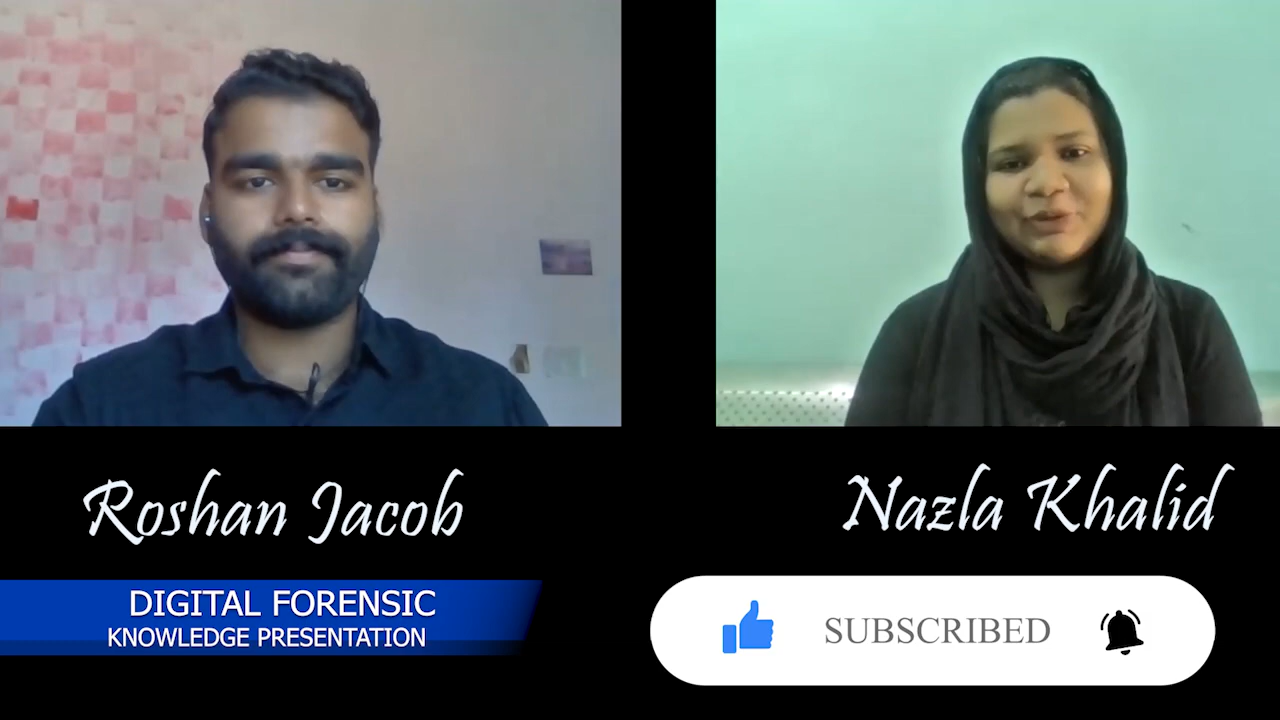 Roshan Jacob
Nazla Khalid
DIGITAL FORENSIC
KNOWLEDGE PRESENTATION
SUBSCRIBED